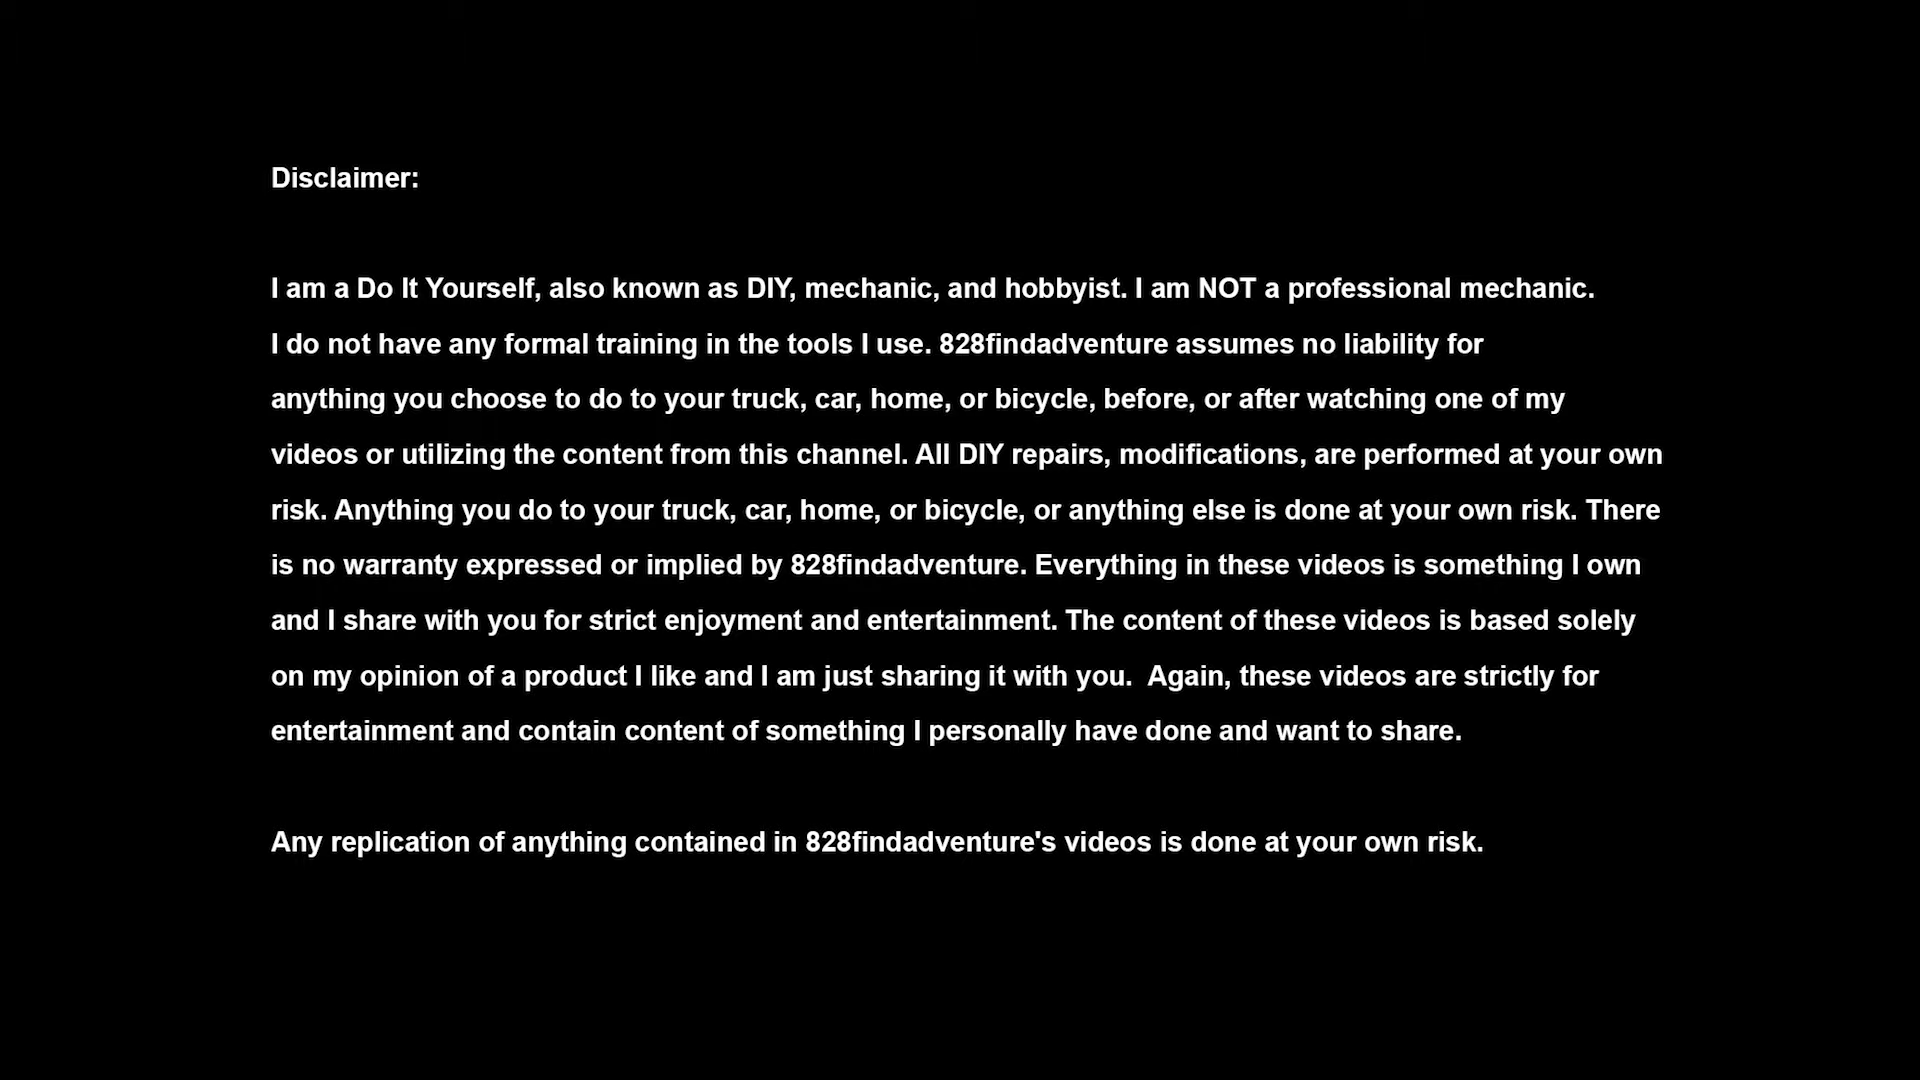 Disclaimer:
I am a Do It Yourself, also known as DIY, mechanic, and hobbyist. I am NOT a professional mechanic.
I do not have any formal training in the tools I use. 828findadventure assumes no liability for
anything you choose to do to your truck, car, home, or bicycle, before, or after watching one of my
videos or utilizing the content from this channel. All DIY repairs, modifications, are performed at your own
risk. Anything you do to your truck, car, home, or bicycle, or anything else is done at your own risk. There
is no warranty expressed or implied by 828findadventure. Everything in these videos is something I own
and I share with you for strict enjoyment and entertainment. The content of these videos is based solely
on my opinion of a product I like and I am just sharing it with you.  Again, these videos are strictly for
entertainment and contain content of something I personally have done and want to share.
Any replication of anything contained in 828findadventure's videos is done at your own risk.